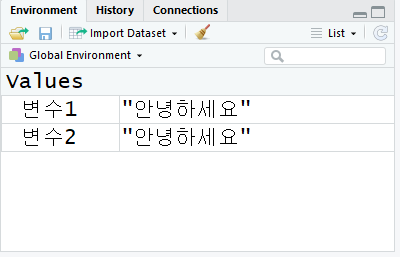 Environment History Connections
Import Dataset List
Global Environment
Values
변수1 "안녕하세요"
변수2 "안녕하세요"